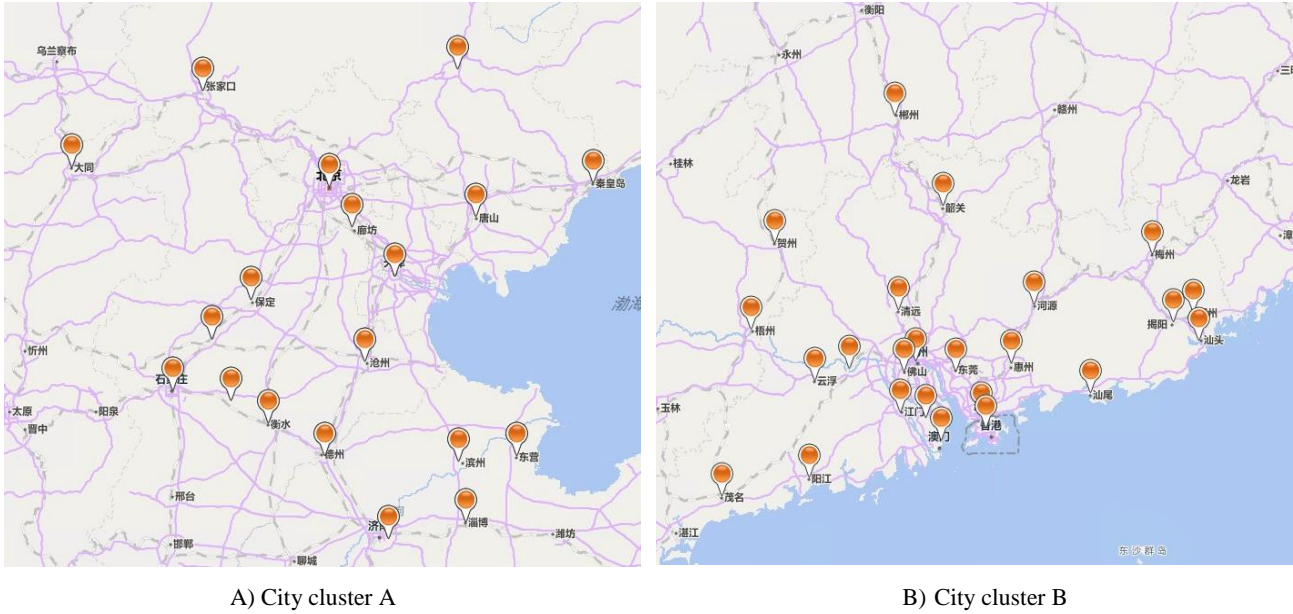 乌兰察布
张家口
大同
秦皇岛
唐山
廊坊
保定
渤海
忻州
沧州
太原
阳泉
晋中
衡水
德州
滨州
东营
邢台
淄博
潍坊
邯郸
聊城
衡阳
永州
三明
郴州
赣州
桂林
韶关
龙岩
贺州
梅州
漳
清远
河源
梧州
揭阳
汕头
云浮
佛山
东莞
惠州
汕尾
玉林
江门
澳门
香港
阳江
茂名
湛江
东沙群岛
A) City cluster A
B) City cluster B